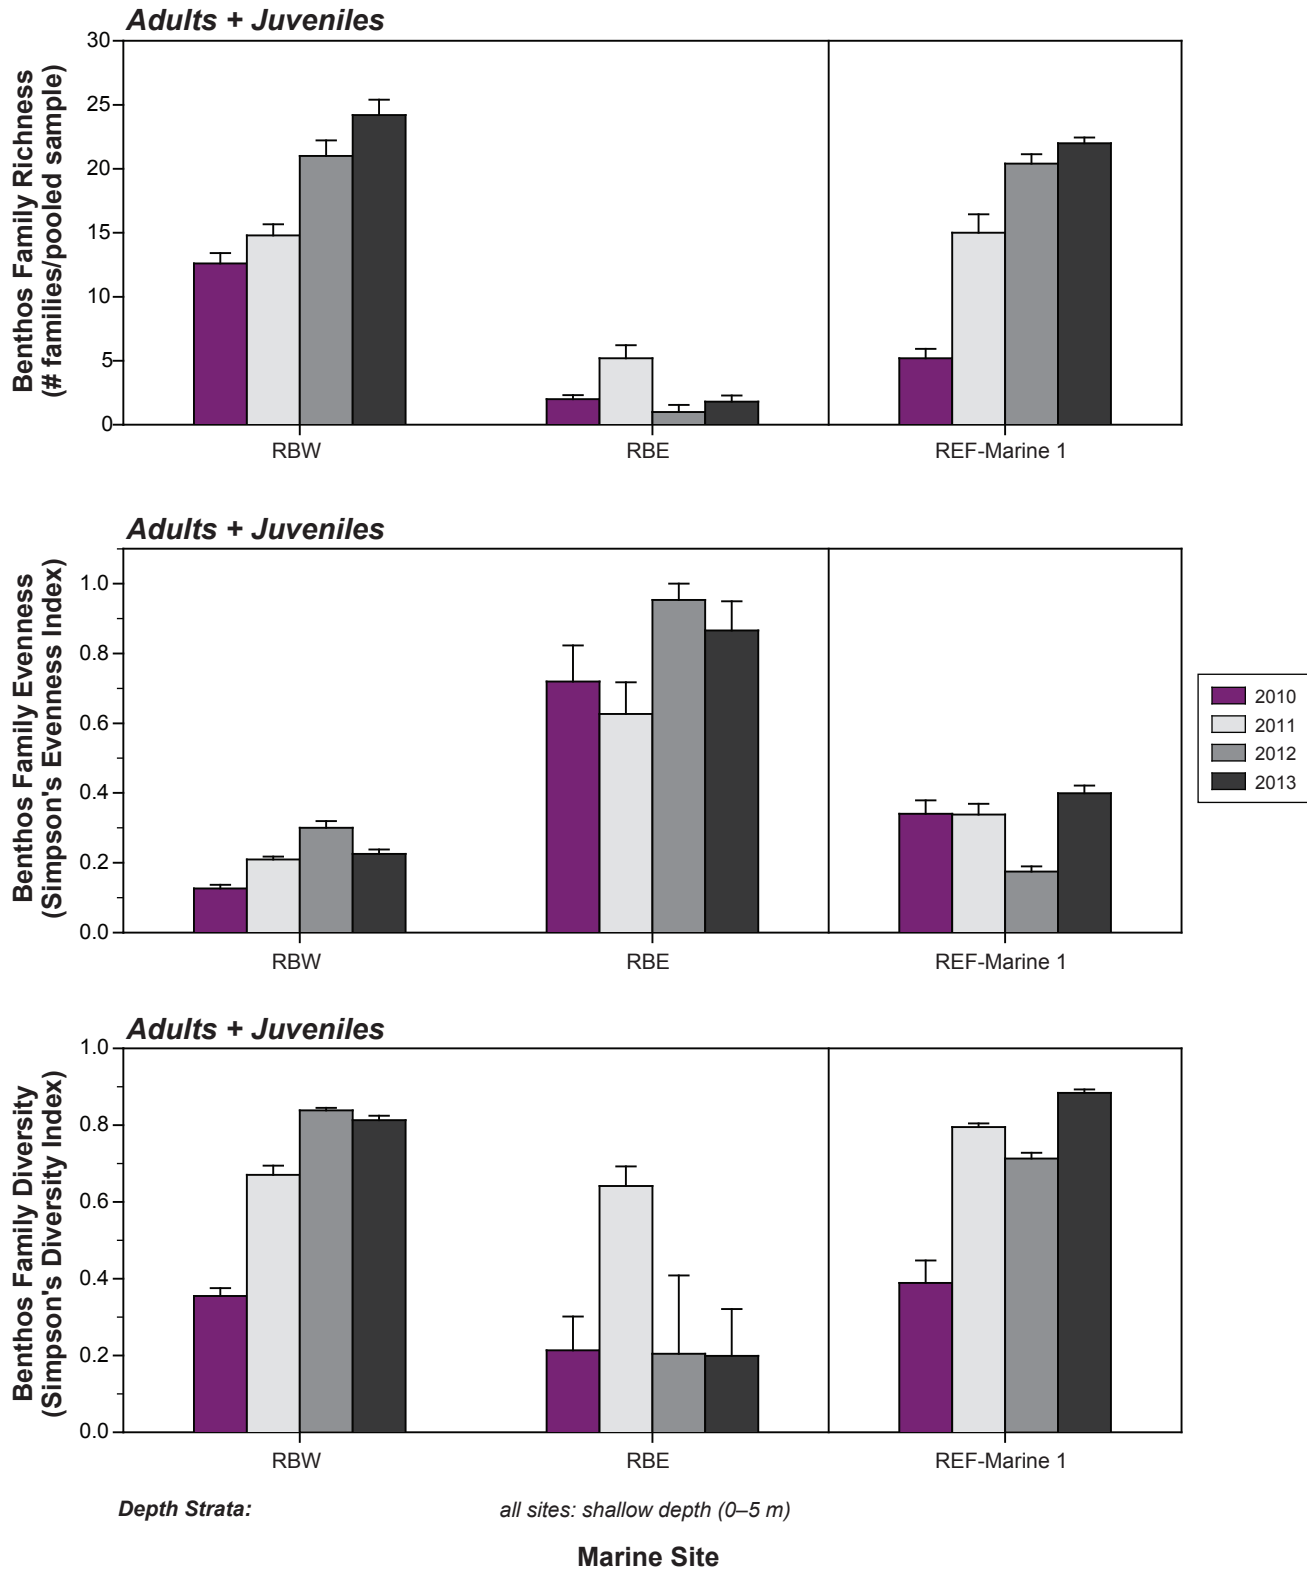 Adults + Juveniles
Benthos Family Richness
(# families/pooled sample)
30
25
20
15
10
5
0
RBW RBE REF-Marine 1
Adults + Juveniles
Benthos Family Evenness
(Simpson's Evenness Index)
1.0
0.8
0.6
0.4
0.2
0.0
RBW RBE REF-Marine 1
2010
2011
2012
2013
Adults + Juveniles
Benthos Family Diversity
(Simpson's Diversity Index)
1.0
0.8
0.6
0.4
0.2
0.0
RBW RBE REF-Marine 1
Depth Strata: all sites: shallow depth (0–5 m)
Marine Site